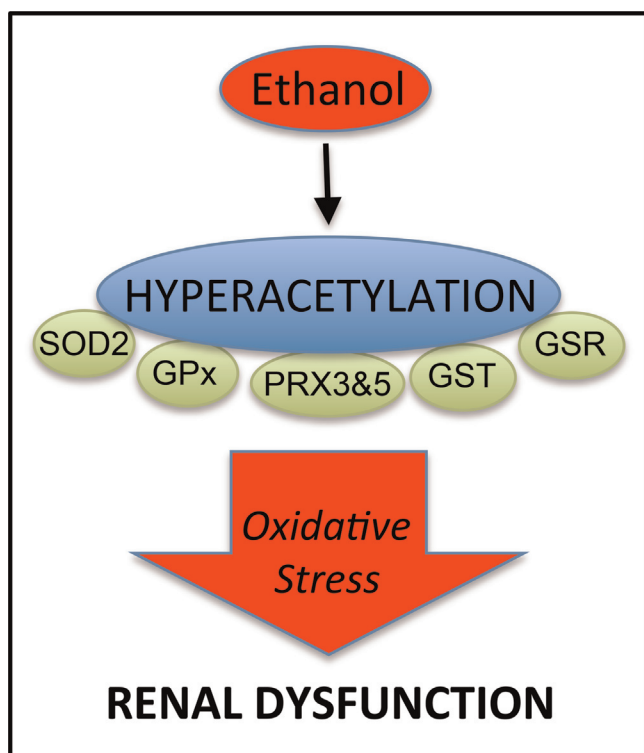 Ethanol
HYPERACETYLATION
SOD2
GPx
PRX3&5
GST
GSR
Oxidative
Stress
RENAL DYSFUNCTION